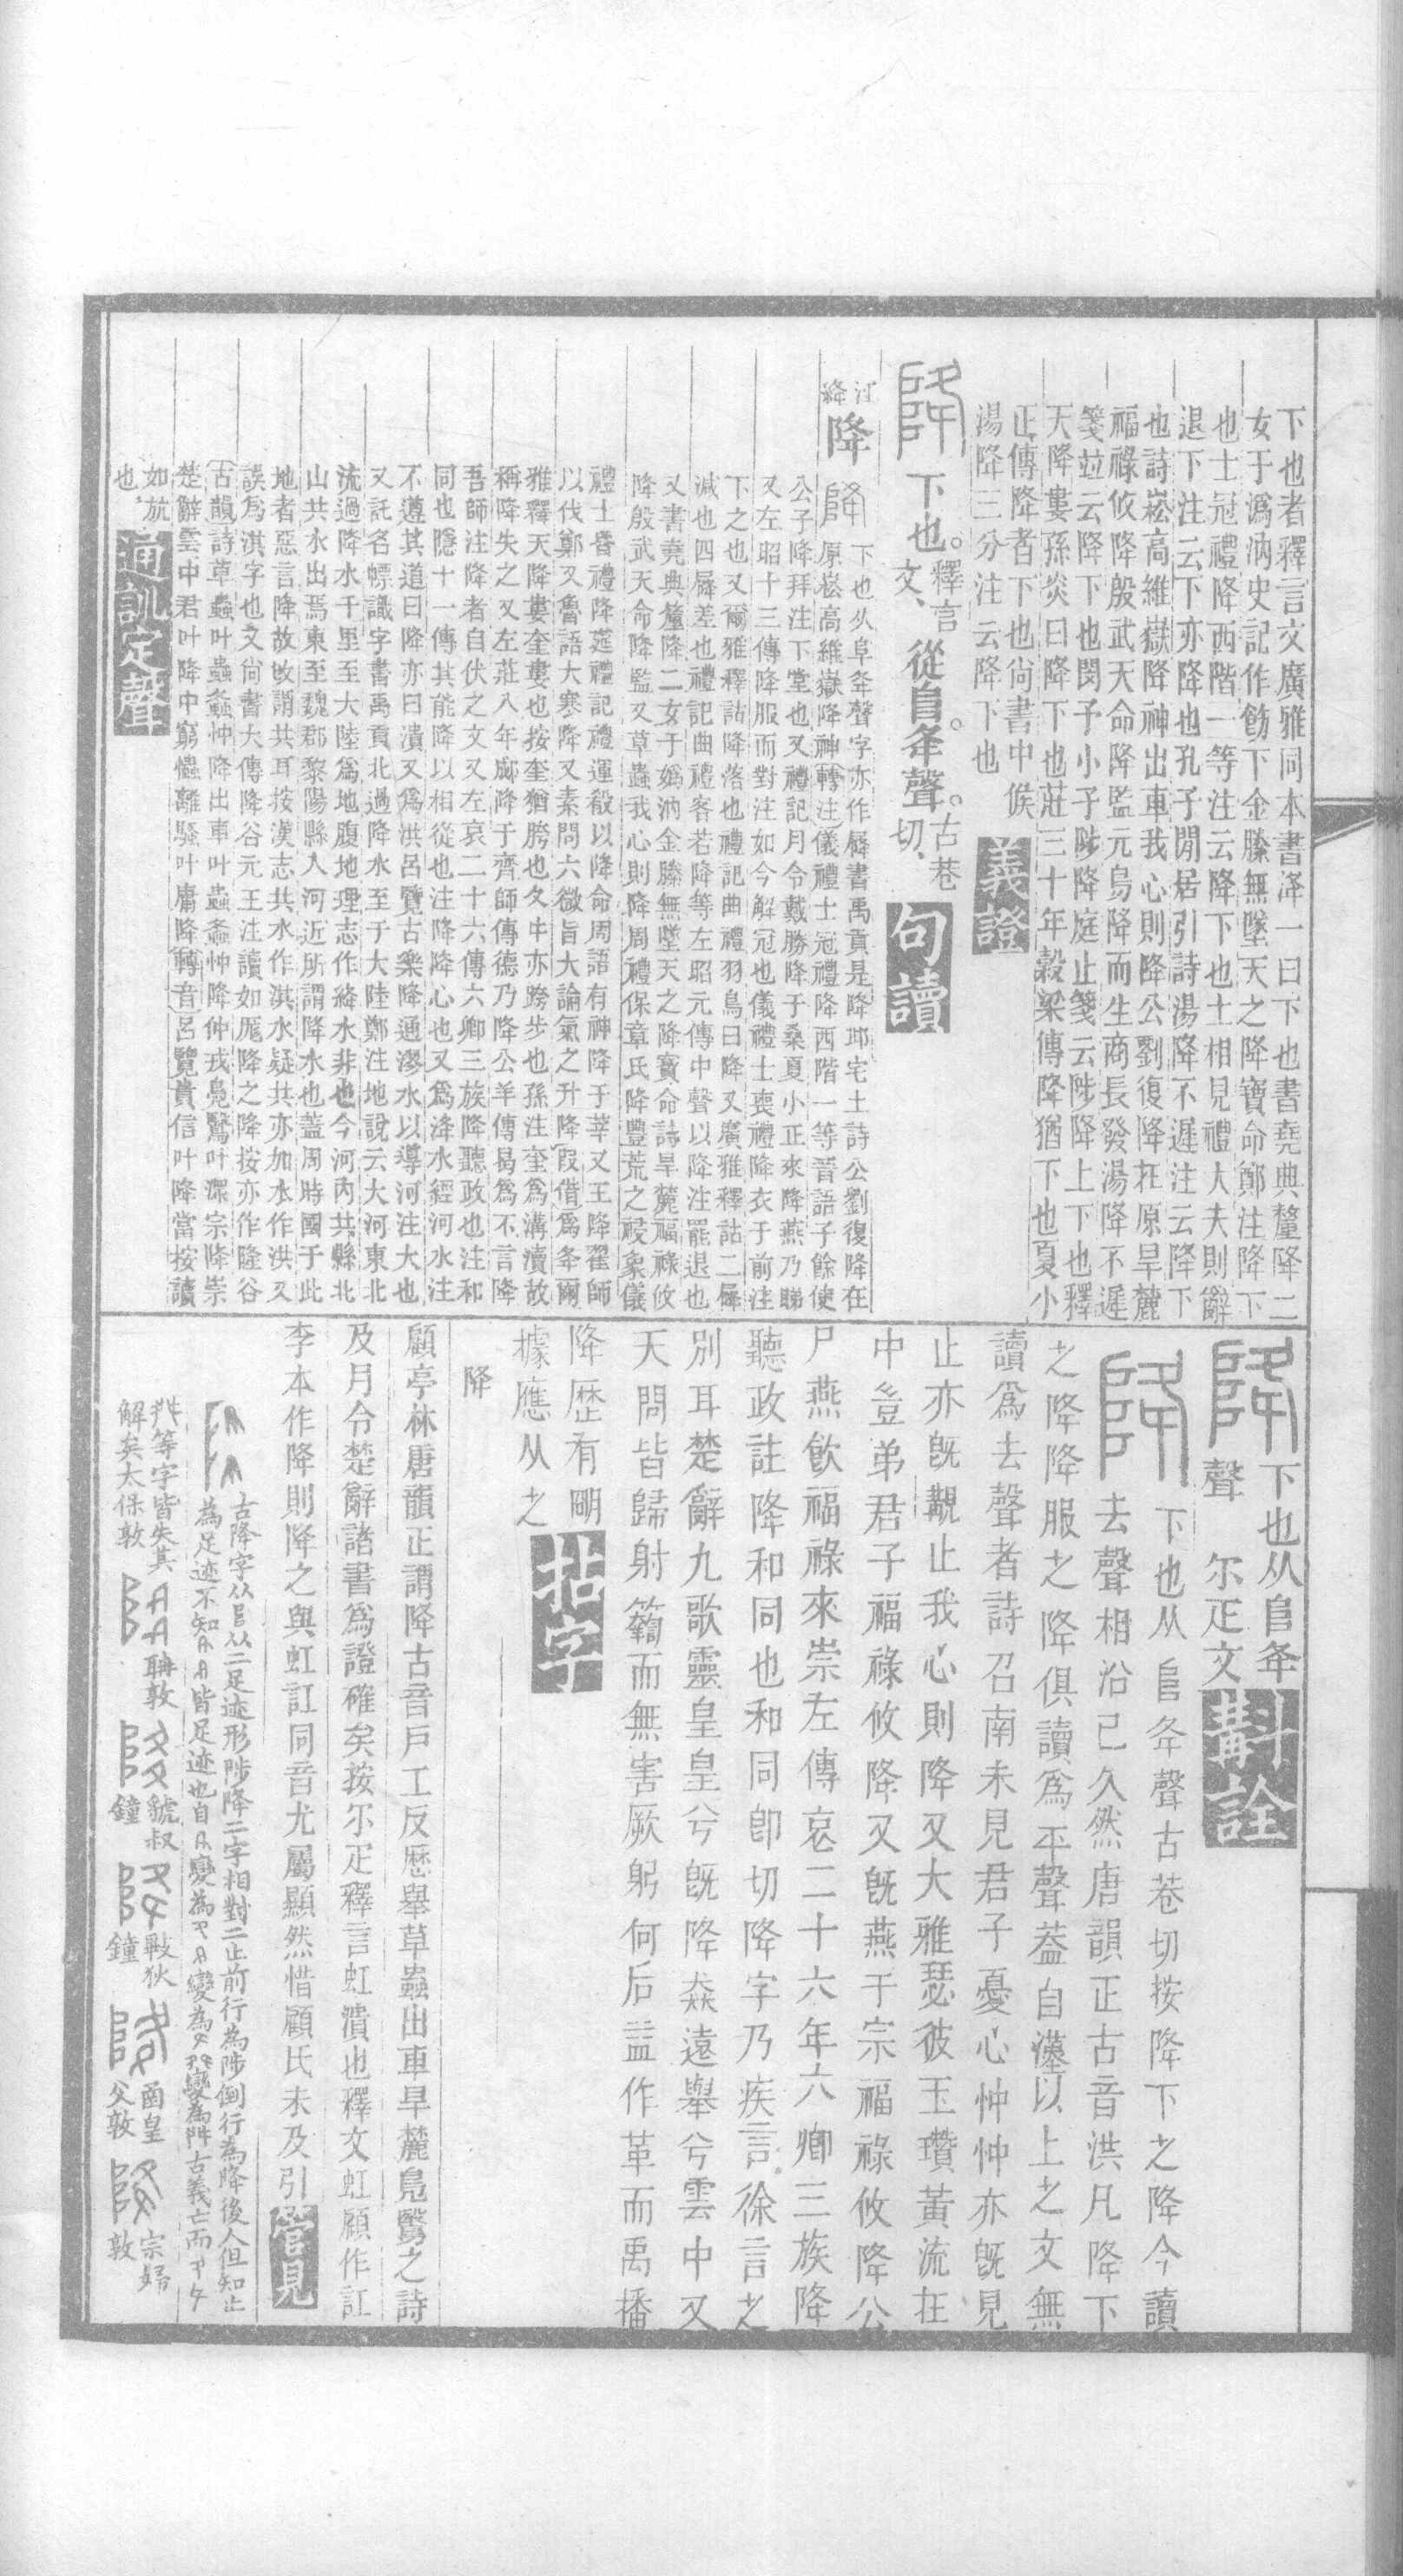 下也者釋言文廣雅同本書夅一曰下也書堯典釐降二
女于潙汭史記作飭下金縢無墜天之降寶命鄭注降下
也士冠禮降西階一等注云降下也士相見禮大夫則辭
退下注云下亦降也孔子閒居引詩湯降不遲注云降下
也詩崧高維嶽降神出車我心則降公劉復降在原旱麓
福祿攸降殷武天命降監元鳥降而生商長發湯降不遲
箋竝云降下也閔子小子陟降庭止箋云陟降上下也釋
天降婁孫炎曰降下也莊三十年穀梁傳降猶下也夏小
正傳降者下也尙書中候
湯降三分注云降下也
義證
下也。釋言文、從𨸏。夅聲。古巷切、
句讀
江絳
降
下也从阜夅聲字亦作屖書禹貢是降邱宅土詩公劉復降在
原崧高維嶽降神轉注儀禮士冠禮降西階一等晉語子餘使
公子降拜注下堂也又禮記月令戴勝降于桑夏小正來降燕乃睇
又左昭十三傳降服而對注如今解冠也儀禮士喪禮降衣于前注
下之也又爾雅釋詁降落也禮記曲禮羽鳥曰降又廣雅釋詁二
減也四差也禮記曲禮客若降等左昭元傳中聲以降注罷退也
又書堯典釐降二女于嬀汭金縢無墜天之降寶命詩旱麓福祿攸
降殷武天命降監又草蟲我心則降周禮保章氏降豐荒之祲象儀
禮士昏禮降筵禮記禮運殽以降命周語有神降于莘又王降翟師
以伐鄭又魯語大寒降又素問六微旨大論氣之升降叚借爲夅爾
雅釋天降婁奎婁也按奎猶胯也夂㐄亦跨步也孫注奎爲溝瀆故
稱降失之又左莊八年郕降于齊師傳德乃降公羊傳曷爲不言降
吾師注降者自伏之文又左哀二十六傳六卿三族降聽政也注和
同也隱十一傳其能降以相從也注降降心也又爲洚水經河水注
不遵其道曰降亦曰潰又爲洪呂覽古樂降通漻水以導河注大也
又託名幖識字書禹貢北過降水至于大陸鄭注地說云大河東北
流過降水千里至大陸爲地腹地理志作絳水非也今河內共縣北
山共水出焉東至魏郡黎陽縣入河近所謂降水也蓋周時國于此
地者惡言降故改謂共耳按漢志共水作淇水疑共亦加水作洪又
誤爲淇字也又尙書大傳降谷元王注讀如厖降之降按亦作隆谷
古韻詩草蟲叶蟲螽忡降出車叶蟲螽忡降仲戎鳧鷖叶潀宗降崇
楚辭雲中君叶降中窮㦀離騷叶庸降轉音呂覽貴信叶降當按讀
如㼚
也、
通訓定聲
下也从𨸏夅
聲 尔疋文
斠詮
下也从𨸏夅聲古巷切按降下之降今讀
去聲相沿已久然唐韻正古音洪凡降下
之降降服之降俱讀爲平聲葢自漢以上之文無
讀爲去聲者詩召南未見君子憂心忡忡亦旣見
止亦旣覯止我心則降又大雅瑟彼玉瓚黃流在
中豈弟君子福祿攸降又旣燕于宗福祿攸降公
尸燕飮福祿來崇左傳哀二十六年六卿三族降
聽政註降和同也和同卽切降字乃疾言。徐言之
別耳楚辭九歌靈皇皇兮旣降猋遠舉兮雲中又
天問皆歸射䉛而無害厥躬何后益作革而禹播
降歷有㓻
據應从之
拈字
降
顧亭林唐韻正謂降古音戶工反歷舉草蟲出車旱麓鳧鷖之詩
及月令楚辭諸書爲證確矣按尔疋釋言虹潰也釋文虹顧作訌
李本作降則降之與虹訌同音尤屬顯然惜顧氏未及引
管見
古降字从𨸏从二足迹形陟降二字相對二止前行為陟倒行為降後人但知止
為足迹不知皆足迹也自變為變為變為古義亡而
等字皆失其
解矣大保敦
聃敦
虢叔鐘
㪤狄鐘
函皇父敦
宗婦敦